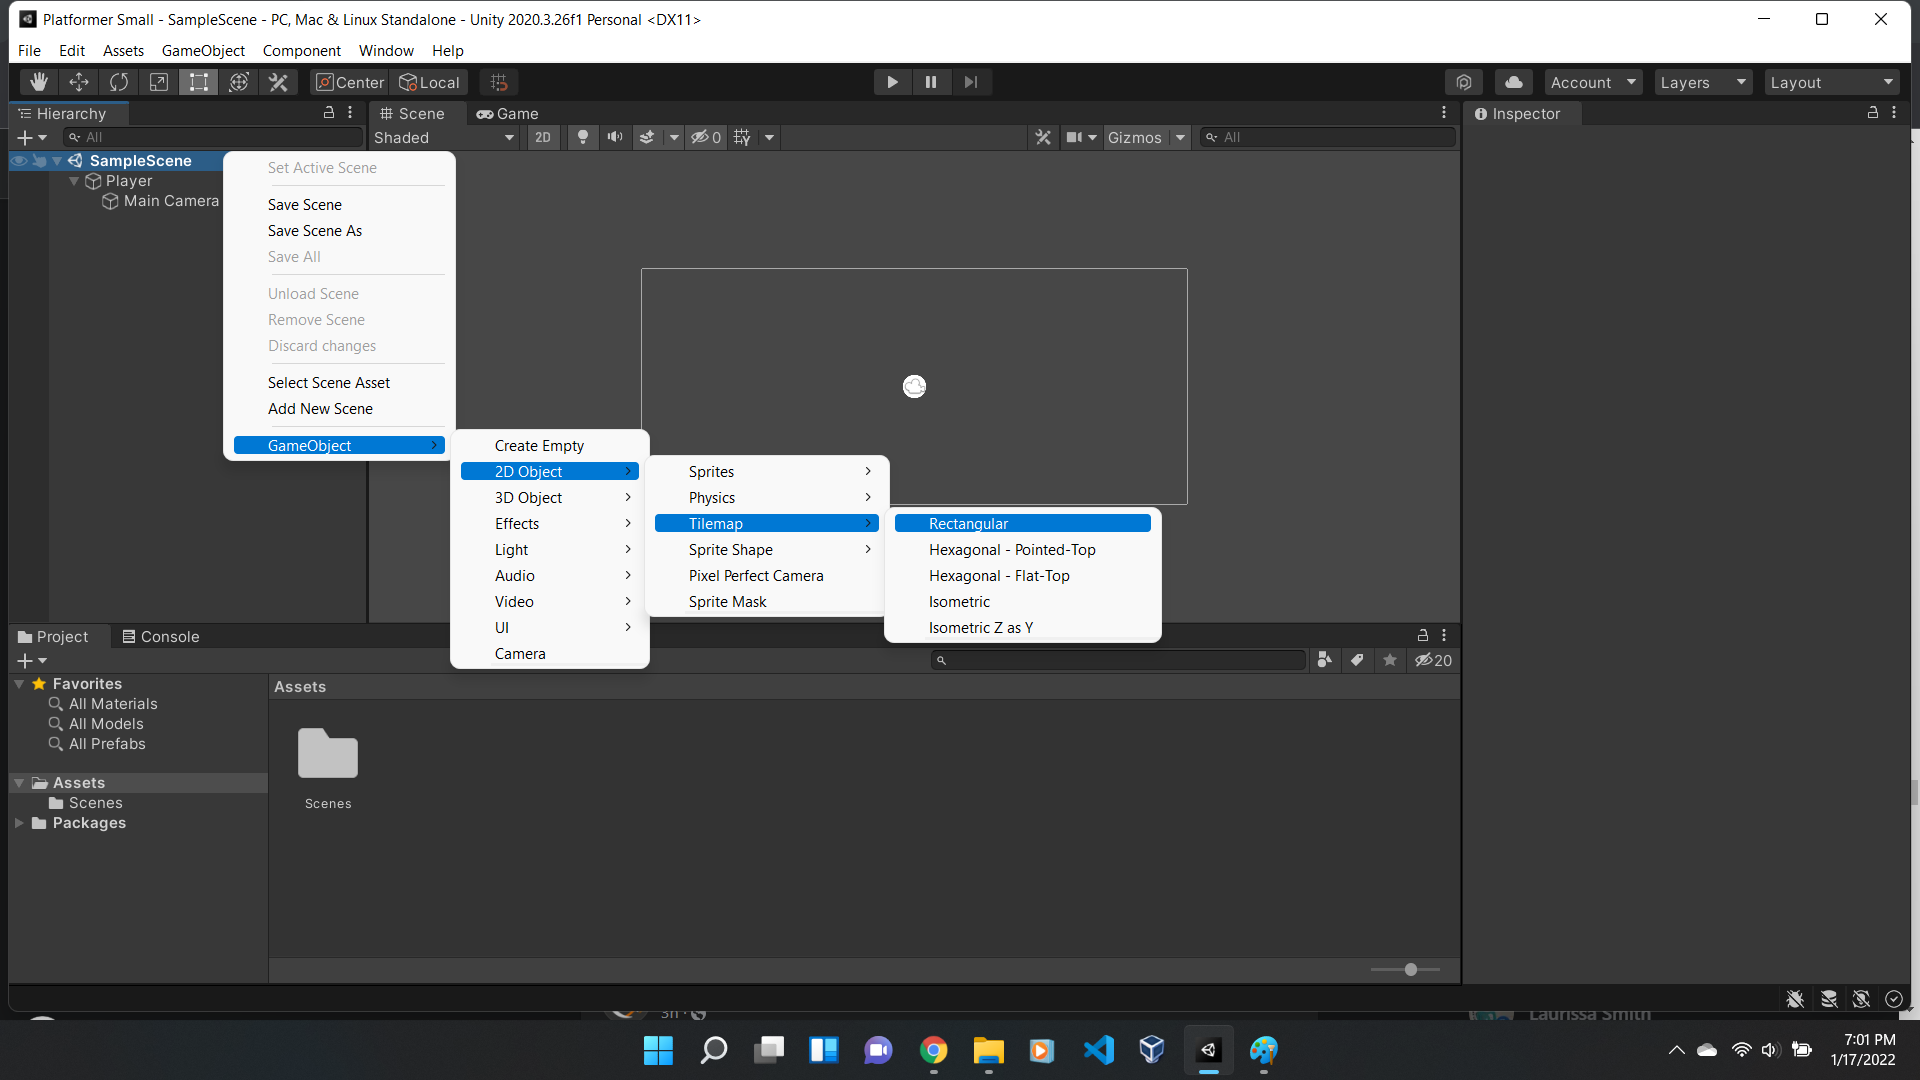 Platformer Small - SampleScene - PC, Mac & Linux Standalone - Unity 2020.3.26f1 Personal <DX11>
File Edit Assets GameObject Component Window Help
Center Local Account Layers Layout
Hierarchy Scene Game Inspector
All Shaded 2D 0 Gizmos All
SampleScene
Player
Main Camera
Set Active Scene
Save Scene
Save Scene As
Save All
Unload Scene
Remove Scene
Discard changes
Select Scene Asset
Add New Scene
GameObject
Create Empty
2D Object
3D Object
Effects
Light
Audio
Video
UI
Camera
Sprites
Physics
Tilemap
Sprite Shape
Pixel Perfect Camera
Sprite Mask
Rectangular
Hexagonal - Pointed-Top
Hexagonal - Flat-Top
Isometric
Isometric Z as Y
Project Console
20
Favorites
All Materials
All Models
All Prefabs
Assets
Scenes
Packages
Assets
Scenes
3h
Laurissa Smith
7:01 PM
1/17/2022